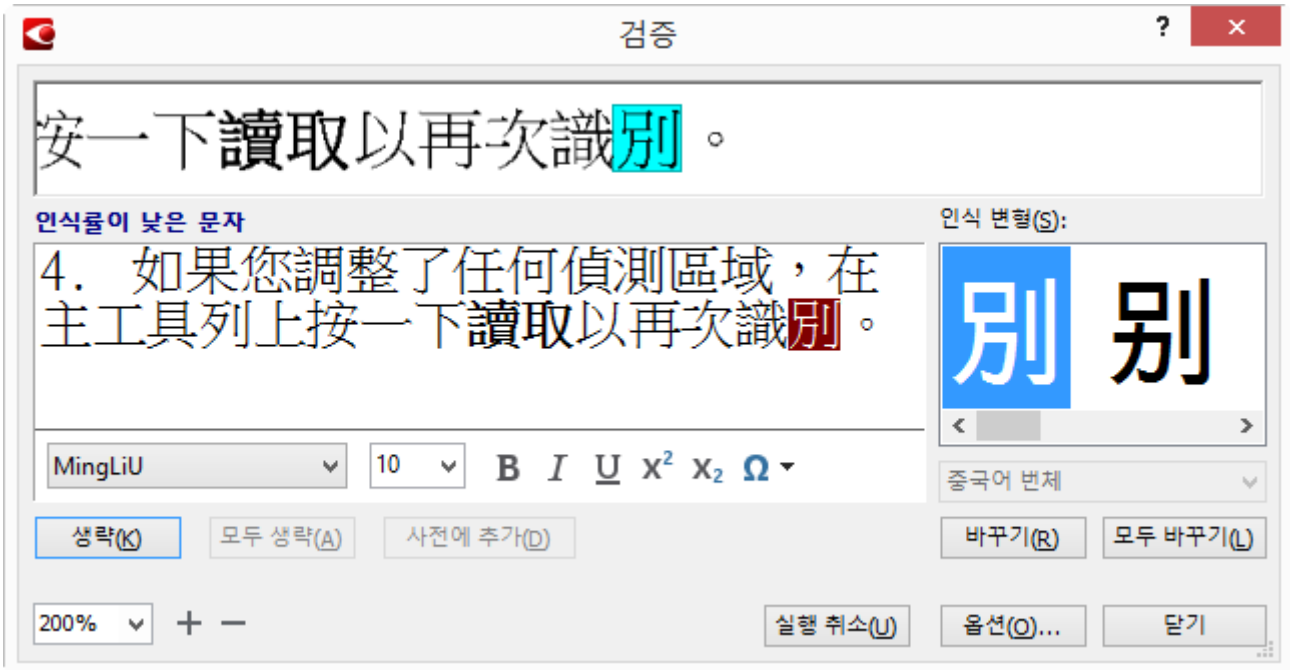 검증
?
按一下讀取以再次識別。
인식률이 낮은 문자
인식 변형(S):
4. 如果您調整了任何偵測區域，在
主工具列上按一下讀取以再次識別。
別 别
MingLiU 10 B I U X² X₂ Ω
중국어 번체
생략(K) 모두 생략(A) 사전에 추가(D) 바꾸기(R) 모두 바꾸기(L)
200% 실행 취소(U) 옵션(O)... 닫기